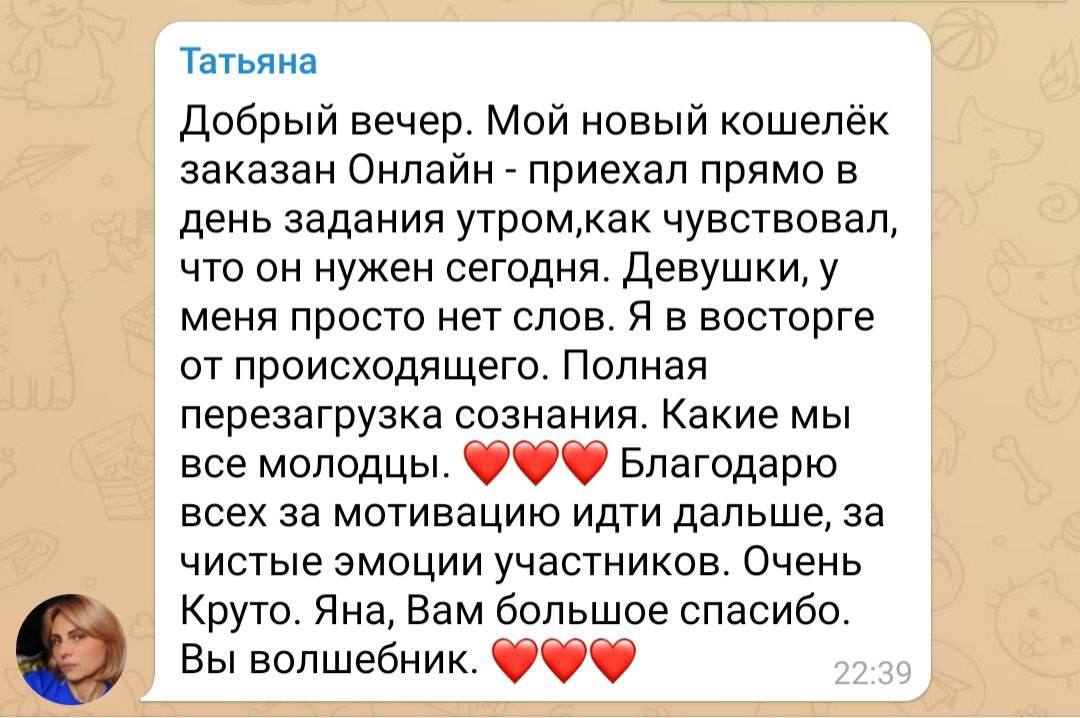 Татьяна
Добрый вечер. Мой новый кошелёк
заказан Онлайн - приехал прямо в
день задания утром,как чувствовал,
что он нужен сегодня. Девушки, у
меня просто нет слов. Я в восторге
от происходящего. Полная
перезагрузка сознания. Какие мы
все молодцы. ❤️❤️❤️ Благодарю
всех за мотивацию идти дальше, за
чистые эмоции участников. Очень
Круто. Яна, Вам большое спасибо.
Вы волшебник. ❤️❤️❤️
22:39